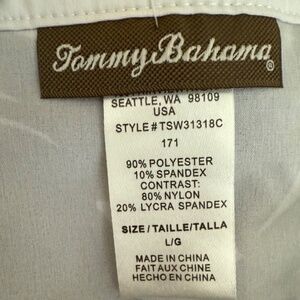 Tommy Bahama®
SEATTLE, WA 98109
USA
STYLE # TSW31318C
171
90% POLYESTER
10% SPANDEX
CONTRAST:
80% NYLON
20% LYCRA SPANDEX
SIZE/TAILLE/TALLA
L/G
MADE IN CHINA
FAIT AUX CHINE
HECHO EN CHINA